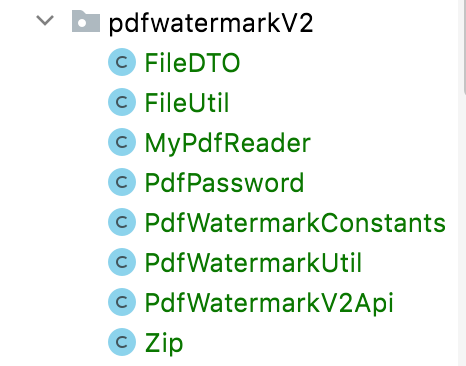 pdfwatermarkV2
C FileDTO
C FileUtil
C MyPdfReader
C PdfPassword
C PdfWatermarkConstants
C PdfWatermarkUtil
C PdfWatermarkV2Api
C Zip